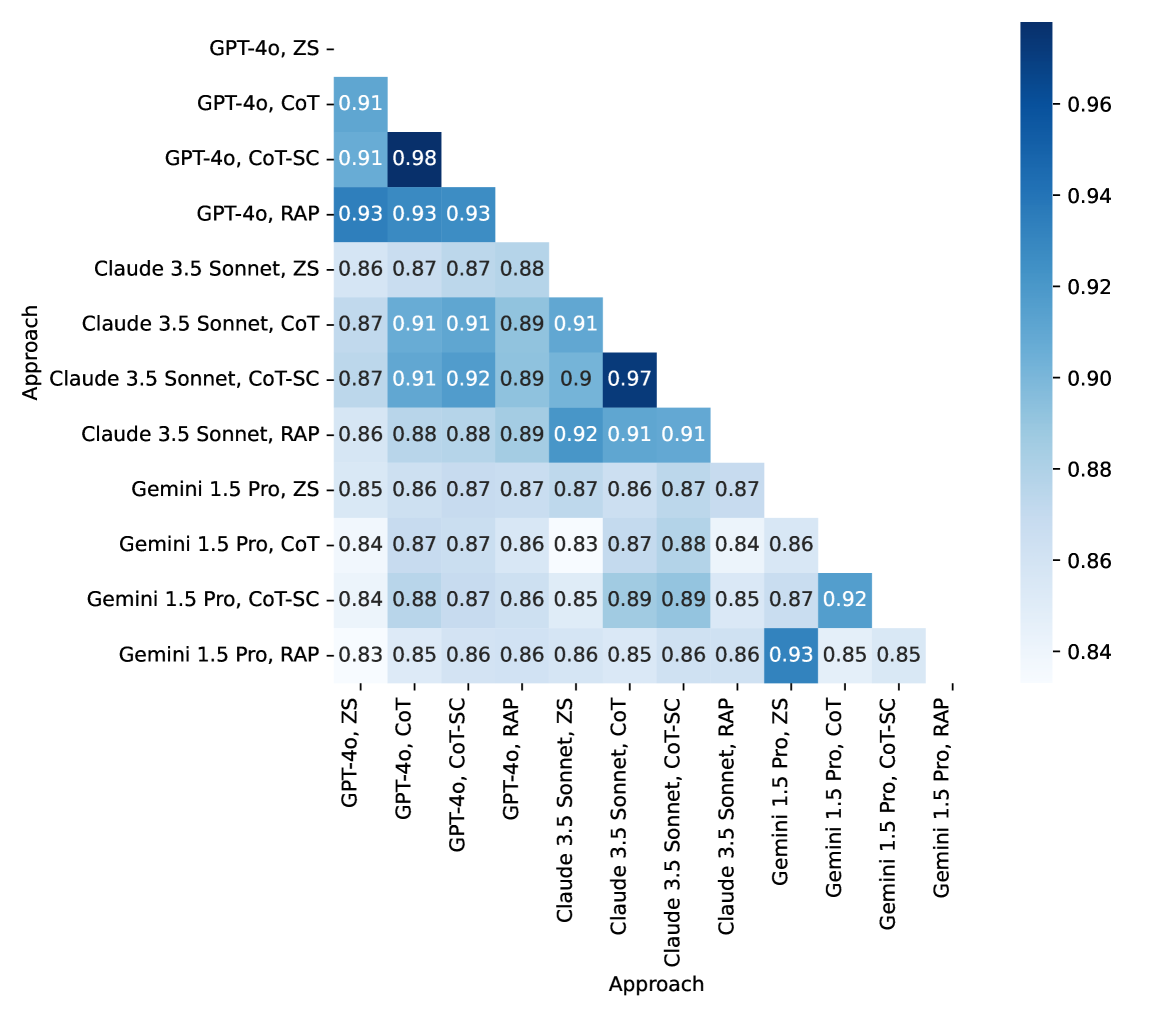 GPT-4o, ZS
GPT-4o, CoT 0.91
GPT-4o, CoT-SC 0.91 0.98
GPT-4o, RAP 0.93 0.93 0.93
Claude 3.5 Sonnet, ZS 0.86 0.87 0.87 0.88
Claude 3.5 Sonnet, CoT 0.87 0.91 0.91 0.89 0.91
Claude 3.5 Sonnet, CoT-SC 0.87 0.91 0.92 0.89 0.9 0.97
Claude 3.5 Sonnet, RAP 0.86 0.88 0.88 0.89 0.92 0.91 0.91
Gemini 1.5 Pro, ZS 0.85 0.86 0.87 0.87 0.87 0.86 0.87 0.87
Gemini 1.5 Pro, CoT 0.84 0.87 0.87 0.86 0.83 0.87 0.88 0.84 0.86
Gemini 1.5 Pro, CoT-SC 0.84 0.88 0.87 0.86 0.85 0.89 0.89 0.85 0.87 0.92
Gemini 1.5 Pro, RAP 0.83 0.85 0.86 0.86 0.86 0.85 0.86 0.86 0.93 0.85 0.85
Approach
GPT-4o, ZS
GPT-4o, CoT
GPT-4o, CoT-SC
GPT-4o, RAP
Claude 3.5 Sonnet, ZS
Claude 3.5 Sonnet, CoT
Claude 3.5 Sonnet, CoT-SC
Claude 3.5 Sonnet, RAP
Gemini 1.5 Pro, ZS
Gemini 1.5 Pro, CoT
Gemini 1.5 Pro, CoT-SC
Gemini 1.5 Pro, RAP
Approach
0.96
0.94
0.92
0.90
0.88
0.86
0.84